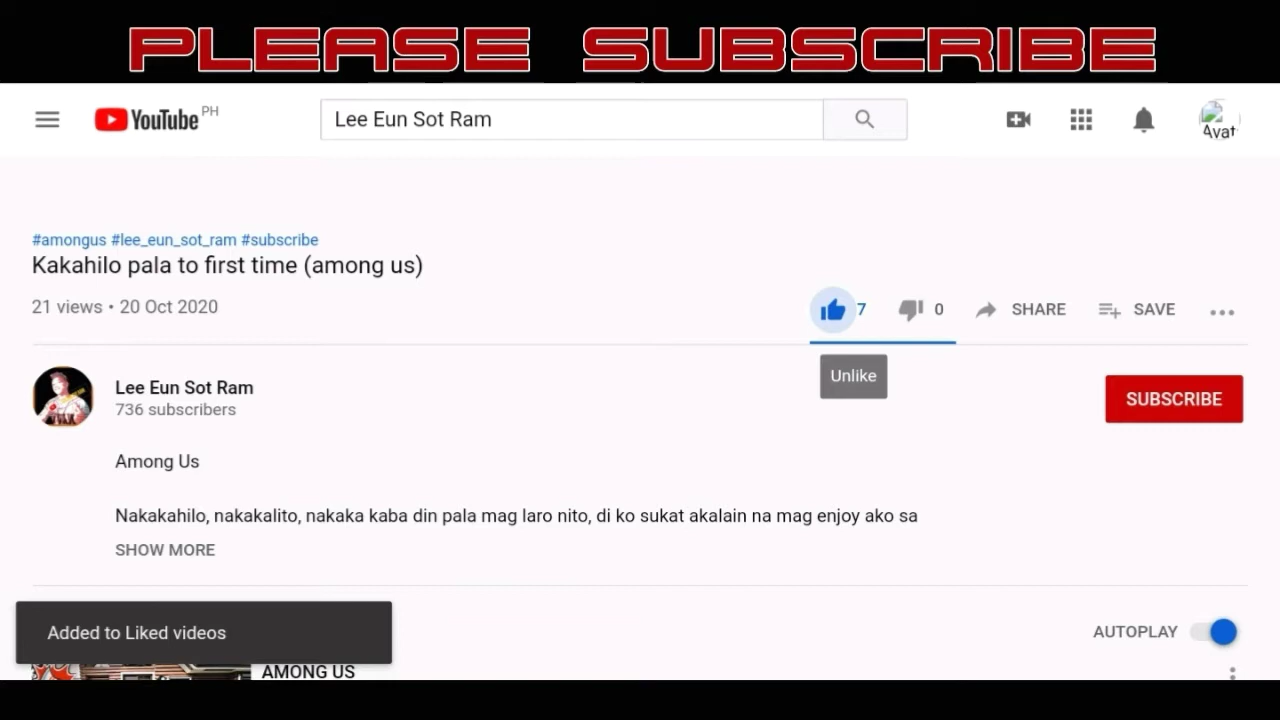 PLEASE SUBSCRIBE
YouTube PH
Lee Eun Sot Ram
Avat
#amongus #lee_eun_sot_ram #subscribe
Kakahilo pala to first time (among us)
21 views • 20 Oct 2020
7 0 SHARE SAVE
Unlike
Lee Eun Sot Ram
736 subscribers
SUBSCRIBE
Among Us
Nakakahilo, nakakalito, nakaka kaba din pala mag laro nito, di ko sukat akalain na mag enjoy ako sa
SHOW MORE
Added to Liked videos
AUTOPLAY
AMONG US